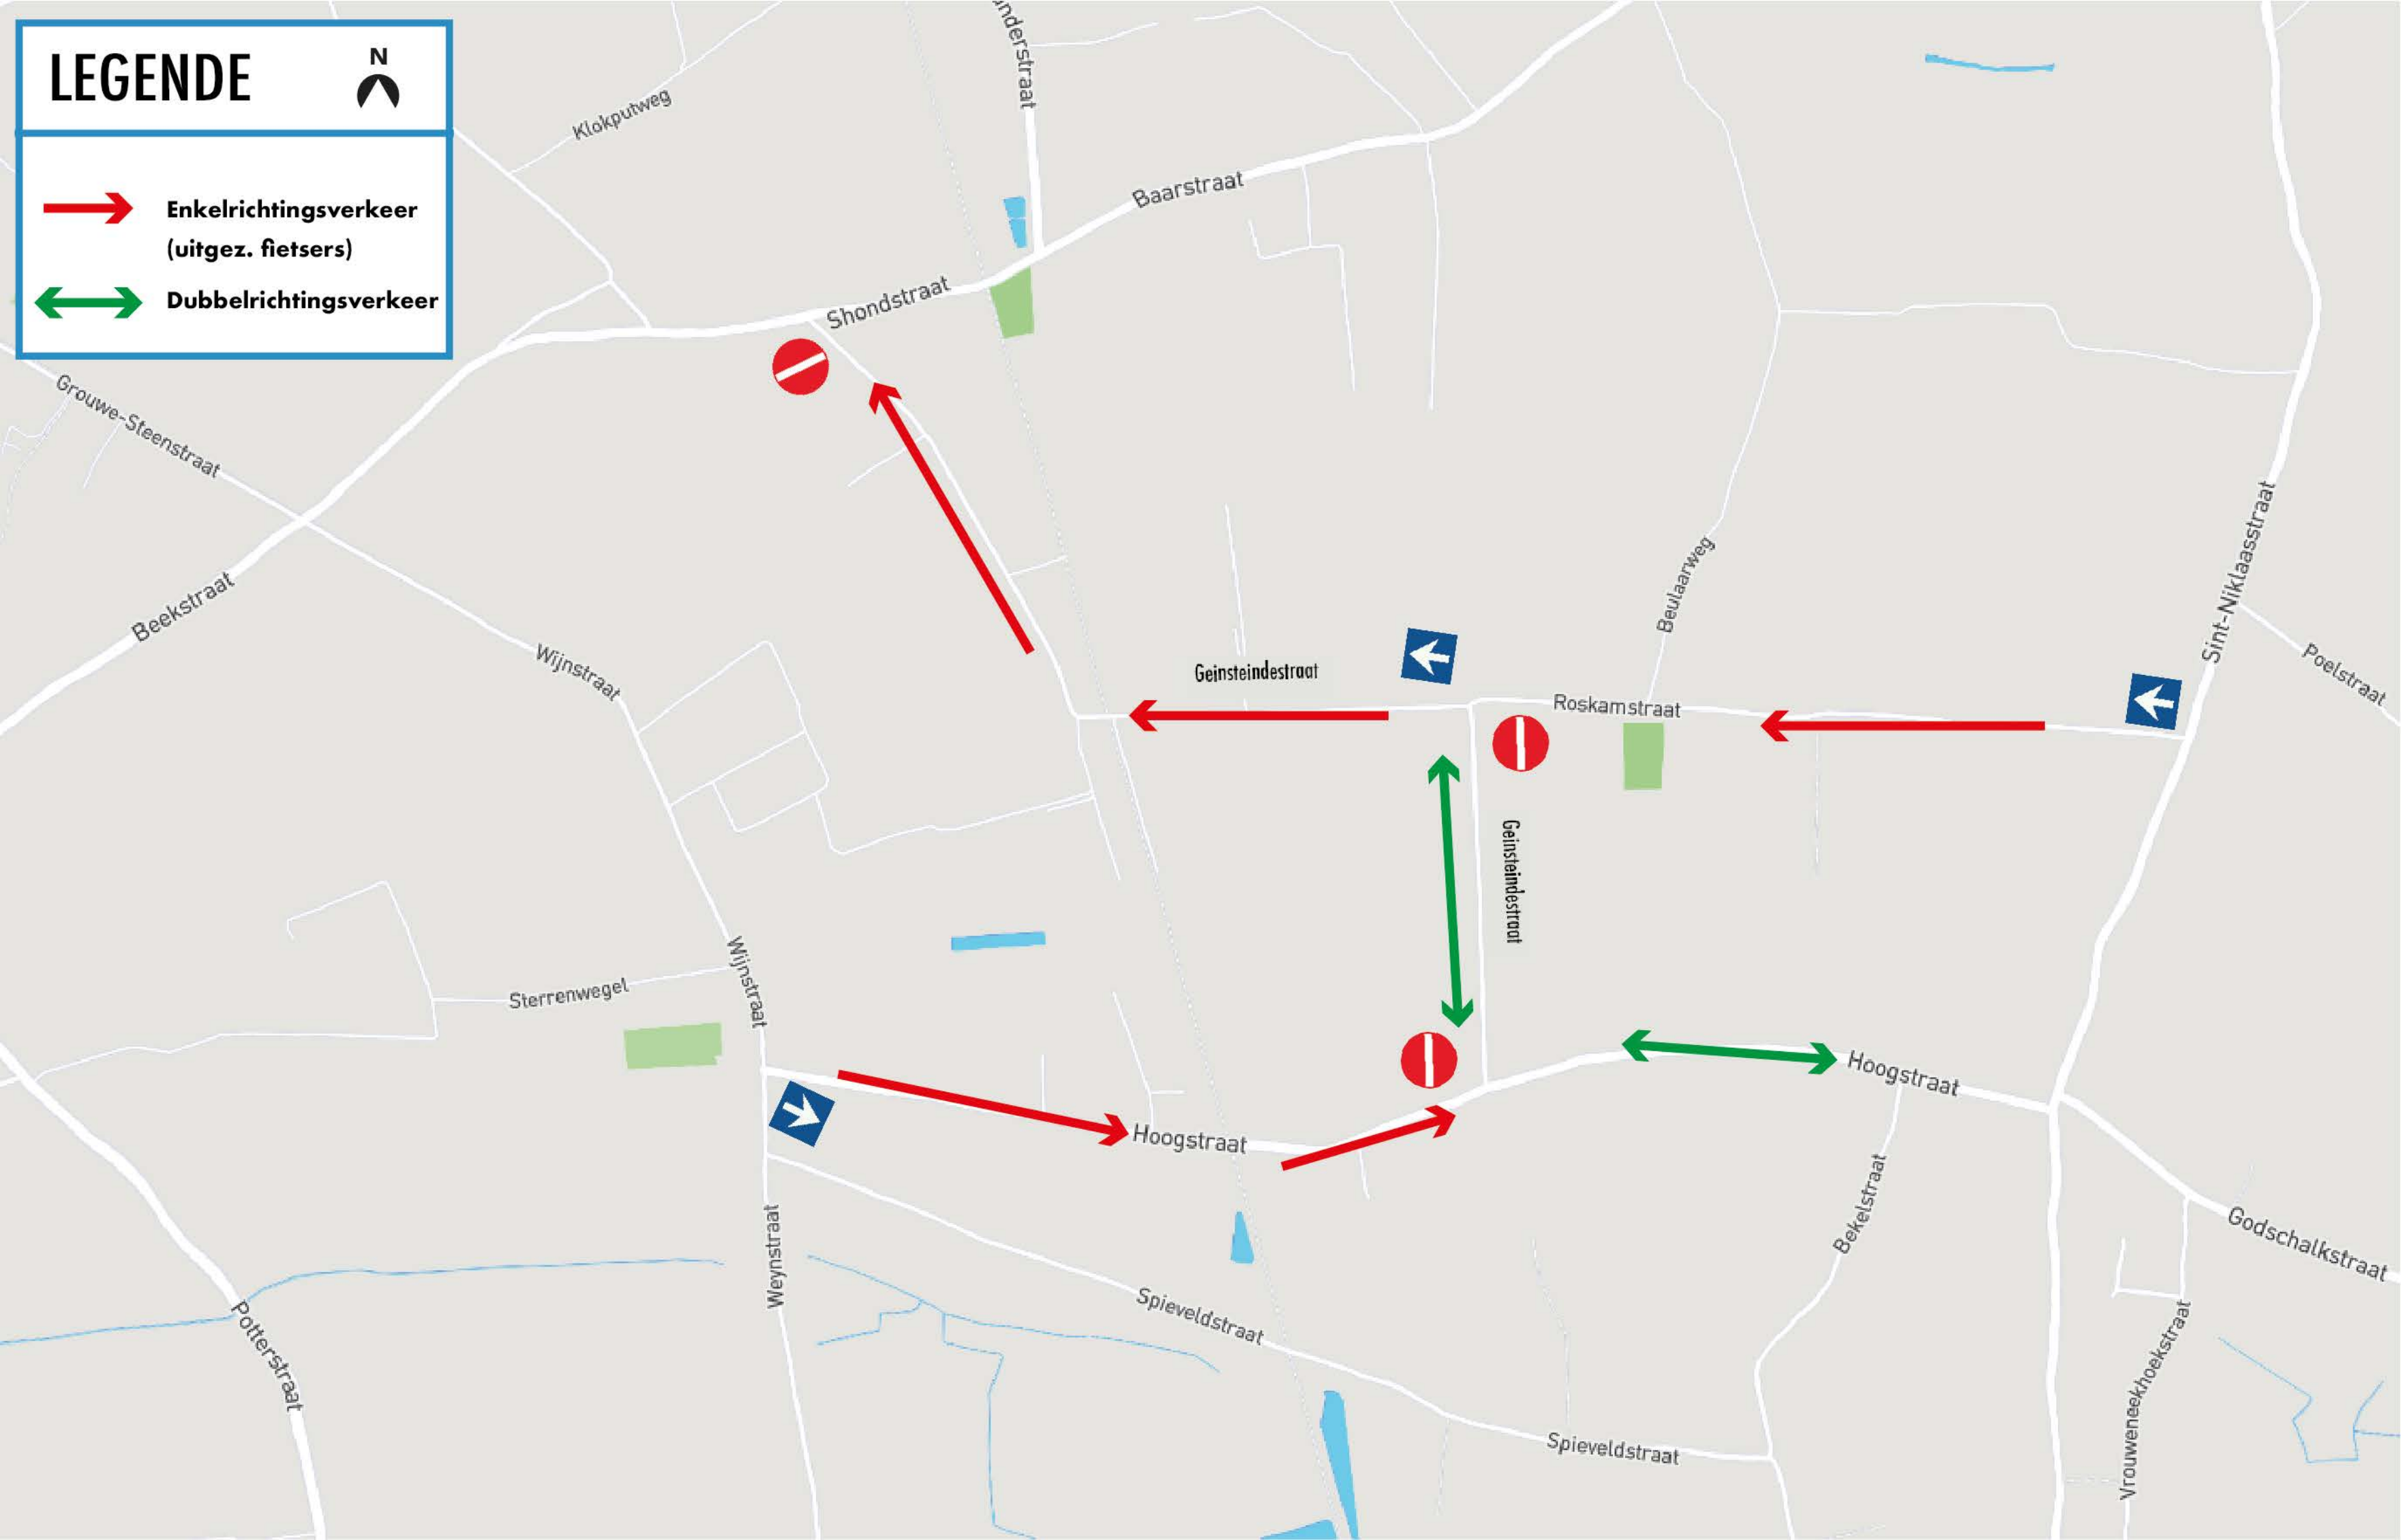 LEGENDE
N
Enkelrichtingsverkeer
(uitgez. fietsers)
Dubbelrichtingsverkeer
Klokputweg
nderstraat
Baarstraat
Shondstraat
Grouwe-Steenstraat
Beekstraat
Wijnstraat
Geinsteindestraat
Beulaarweg
Roskamstraat
Sint-Niklaasstraat
Poelstraat
Geinsteindestraat
Wijnstraat
Sterrenwegel
Hoogstraat
Hoogstraat
Bekelstraat
Godschalkstraat
Weynstraat
Spieveldstraat
Potterstraat
Spieveldstraat
Vrouweneekhoekstraat